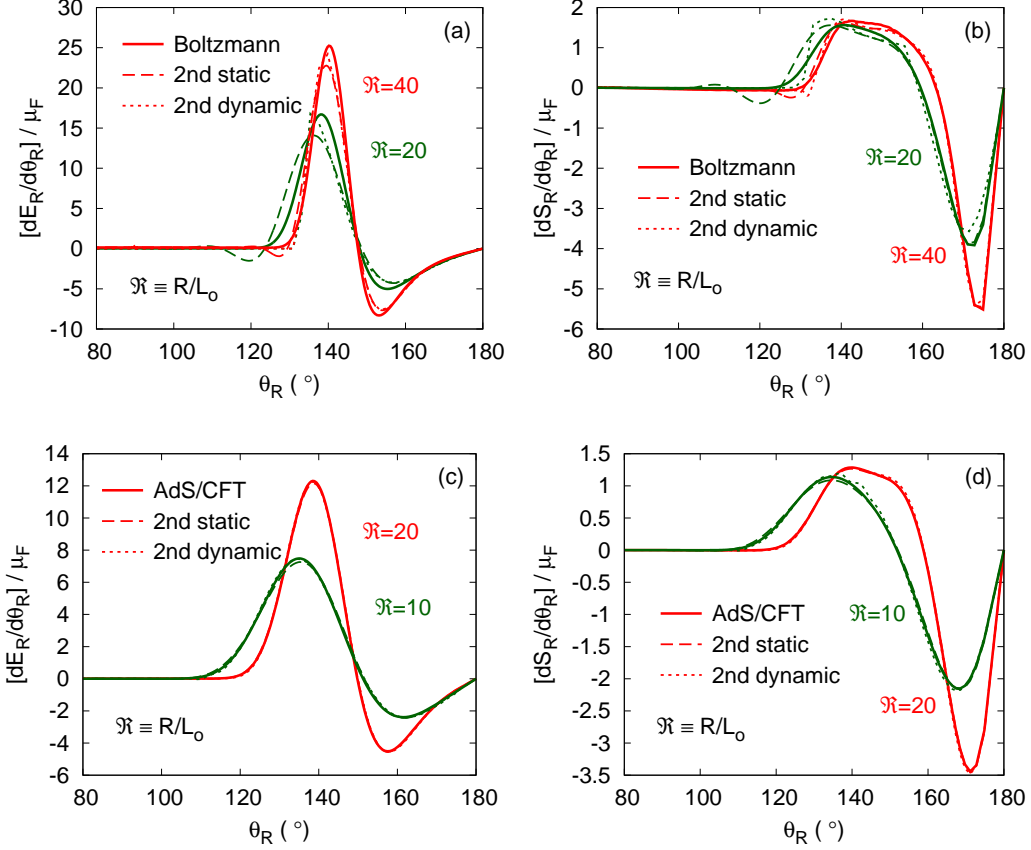 (a)
[dE_R/dθ_R] / μ_F
30
25
20
15
10
5
0
-5
-10
Boltzmann
2nd static
2nd dynamic
ℜ=40
ℜ=20
ℜ ≡ R/L_o
80 100 120 140 160 180
θ_R ( °)
(b)
[dS_R/dθ_R] / μ_F
2
1
0
-1
-2
-3
-4
-5
-6
Boltzmann
2nd static
2nd dynamic
ℜ=20
ℜ=40
ℜ ≡ R/L_o
80 100 120 140 160 180
θ_R ( °)
(c)
[dE_R/dθ_R] / μ_F
14
12
10
8
6
4
2
0
-2
-4
-6
AdS/CFT
2nd static
2nd dynamic
ℜ=20
ℜ=10
ℜ ≡ R/L_o
80 100 120 140 160 180
θ_R ( °)
(d)
[dS_R/dθ_R] / μ_F
1.5
1
0.5
0
-0.5
-1
-1.5
-2
-2.5
-3
-3.5
ℜ=10
AdS/CFT
2nd static
2nd dynamic
ℜ=20
ℜ ≡ R/L_o
80 100 120 140 160 180
θ_R ( °)